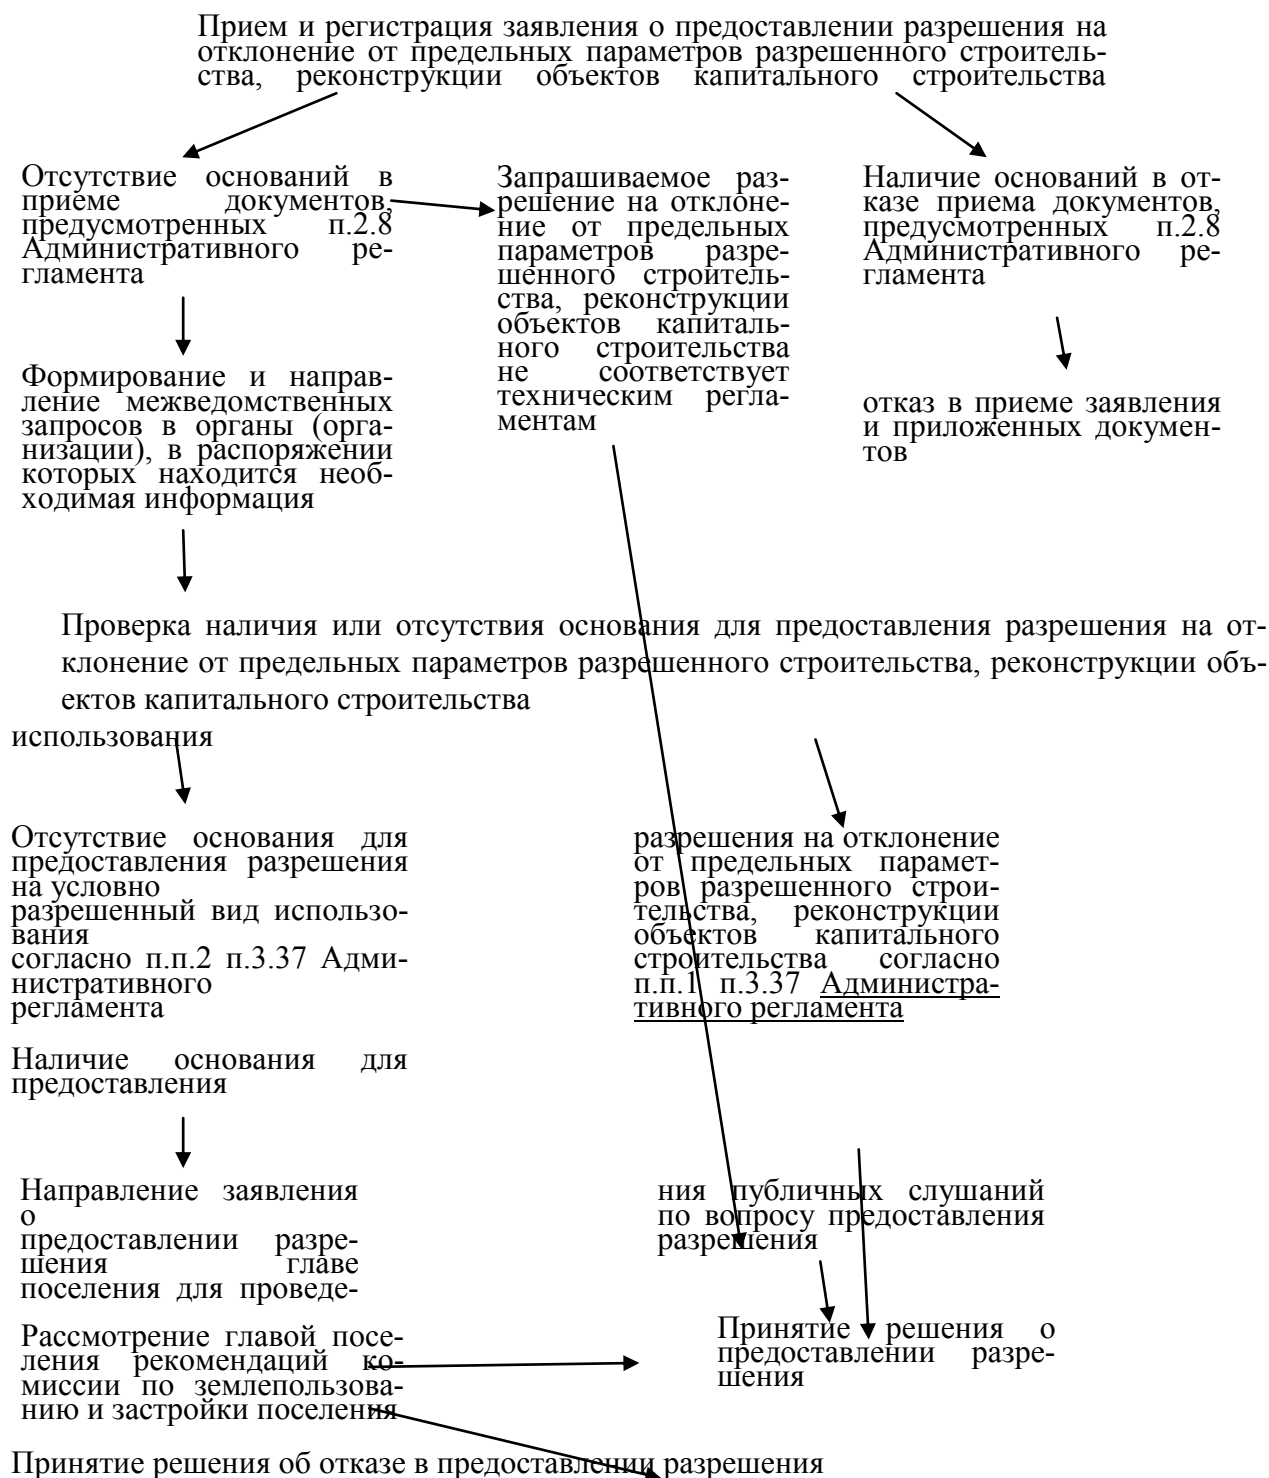 Прием и регистрация заявления о предоставлении разрешения на
отклонение от предельных параметров разрешенного строитель-
ства, реконструкции объектов капитального строительства
Отсутствие оснований в
приеме документов,
предусмотренных п.2.8
Административного ре-
гламента
Запрашиваемое раз-
решение на отклоне-
ние от предельных
параметров разре-
шенного строитель-
ства, реконструкции
объектов капиталь-
ного строительства
не соответствует
техническим регла-
ментам
Наличие оснований в от-
казе приема документов,
предусмотренных п.2.8
Административного ре-
гламента
Формирование и направ-
ление межведомственных
запросов в органы (орга-
низации), в распоряжении
которых находится необ-
ходимая информация
отказ в приеме заявления
и приложенных докумен-
тов
Проверка наличия или отсутствия основания для предоставления разрешения на от-
клонение от предельных параметров разрешенного строительства, реконструкции объ-
ектов капитального строительства
использования
Отсутствие основания для
предоставления разрешения
на условно
разрешенный вид использо-
вания
согласно п.п.2 п.3.37 Адми-
нистративного
регламента
разрешения на отклонение
от предельных парамет-
ров разрешенного строи-
тельства, реконструкции
объектов капитального
строительства согласно
п.п.1 п.3.37 Администра-
тивного регламента
Наличие основания для
предоставления
Направление заявления
о
предоставлении разре-
шения главе
поселения для проведе-
ния публичных слушаний
по вопросу предоставления
разрешения
Рассмотрение главой посе-
ления рекомендаций ко-
миссии по землепользова-
нию и застройки поселения
Принятие решения о
предоставлении разре-
шения
Принятие решения об отказе в предоставлении разрешения